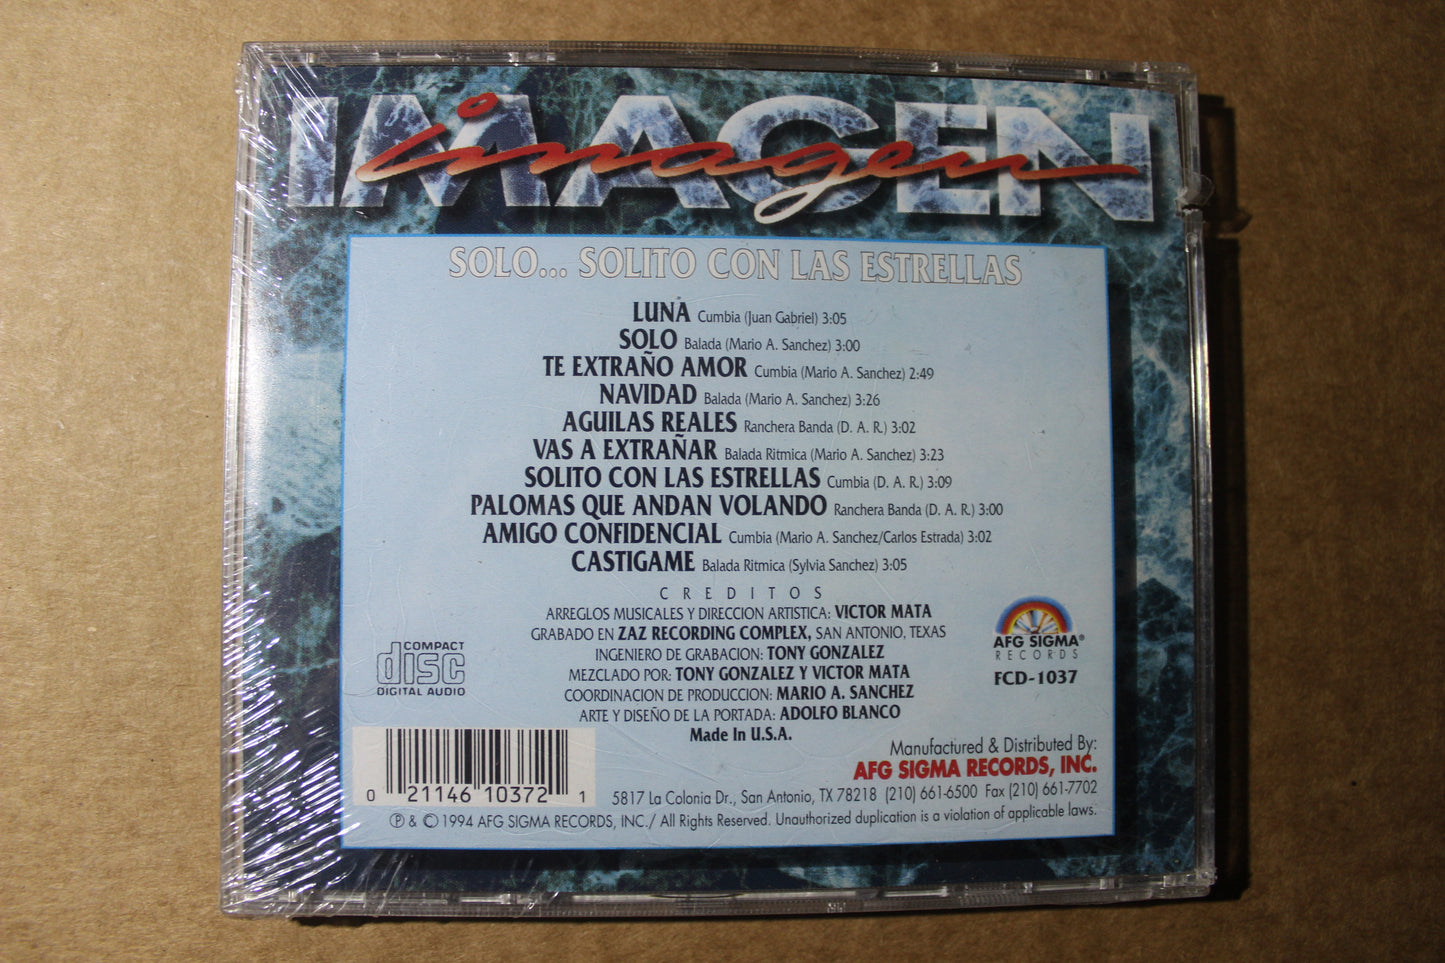 IMAGEN
imagen
SOLO... SOLITO CON LAS ESTRELLAS
LUNA Cumbia (Juan Gabriel) 3:05
SOLO Balada (Mario A. Sanchez) 3:00
TE EXTRAÑO AMOR Cumbia (Mario A. Sanchez) 2:49
NAVIDAD Balada (Mario A. Sanchez) 3:26
AGUILAS REALES Ranchera Banda (D. A. R.) 3:02
VAS A EXTRAÑAR Balada Ritmica (Mario A. Sanchez) 3:23
SOLITO CON LAS ESTRELLAS Cumbia (D. A. R.) 3:09
PALOMAS QUE ANDAN VOLANDO Ranchera Banda (D. A. R.) 3:00
AMIGO CONFIDENCIAL Cumbia (Mario A. Sanchez/Carlos Estrada) 3:02
CASTIGAME Balada Ritmica (Sylvia Sanchez) 3:05
CREDITOS
ARREGLOS MUSICALES Y DIRECCION ARTISTICA: VICTOR MATA
GRABADO EN ZAZ RECORDING COMPLEX, SAN ANTONIO, TEXAS
INGENIERO DE GRABACION: TONY GONZALEZ
MEZCLADO POR: TONY GONZALEZ Y VICTOR MATA
COORDINACION DE PRODUCCION: MARIO A. SANCHEZ
ARTE Y DISEÑO DE LA PORTADA: ADOLFO BLANCO
Made In U.S.A.
COMPACT
disc
DIGITAL AUDIO
AFG SIGMA®
RECORDS
FCD-1037
0 21146 10372 1
Manufactured & Distributed By:
AFG SIGMA RECORDS, INC.
5817 La Colonia Dr., San Antonio, TX 78218 (210) 661-6500 Fax (210) 661-7702
℗ & © 1994 AFG SIGMA RECORDS, INC./ All Rights Reserved. Unauthorized duplication is a violation of applicable laws.